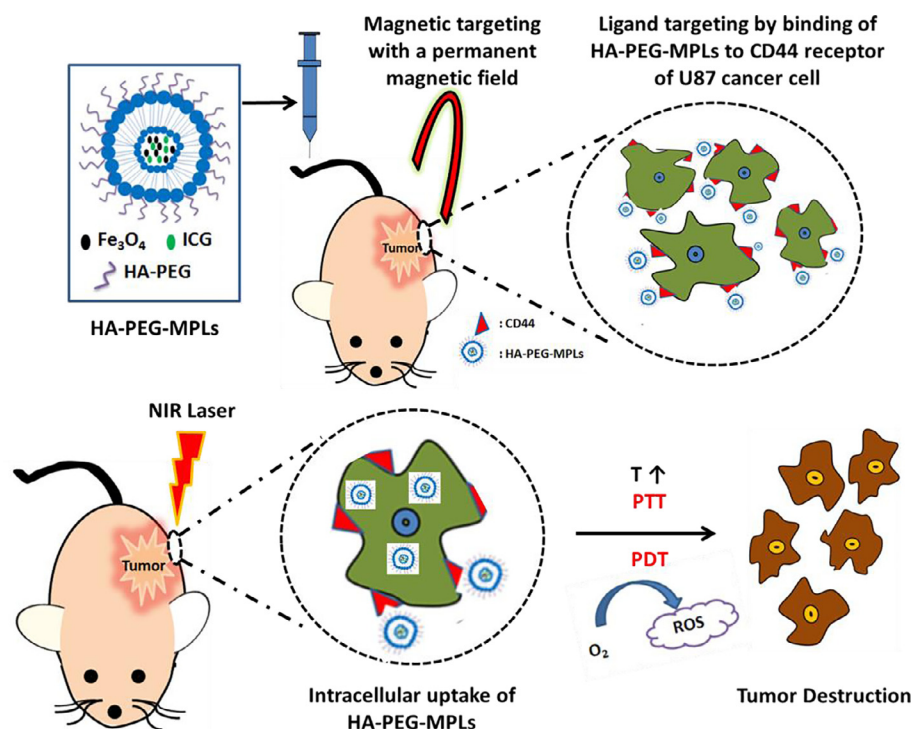 Magnetic targeting
with a permanent
magnetic field
Ligand targeting by binding of
HA-PEG-MPLs to CD44 receptor
of U87 cancer cell
Fe₃O₄ ICG
HA-PEG
HA-PEG-MPLs
Tumor
: CD44
: HA-PEG-MPLs
NIR Laser
Tumor
Intracellular uptake of
HA-PEG-MPLs
T ↑
PTT
PDT
O₂
ROS
Tumor Destruction